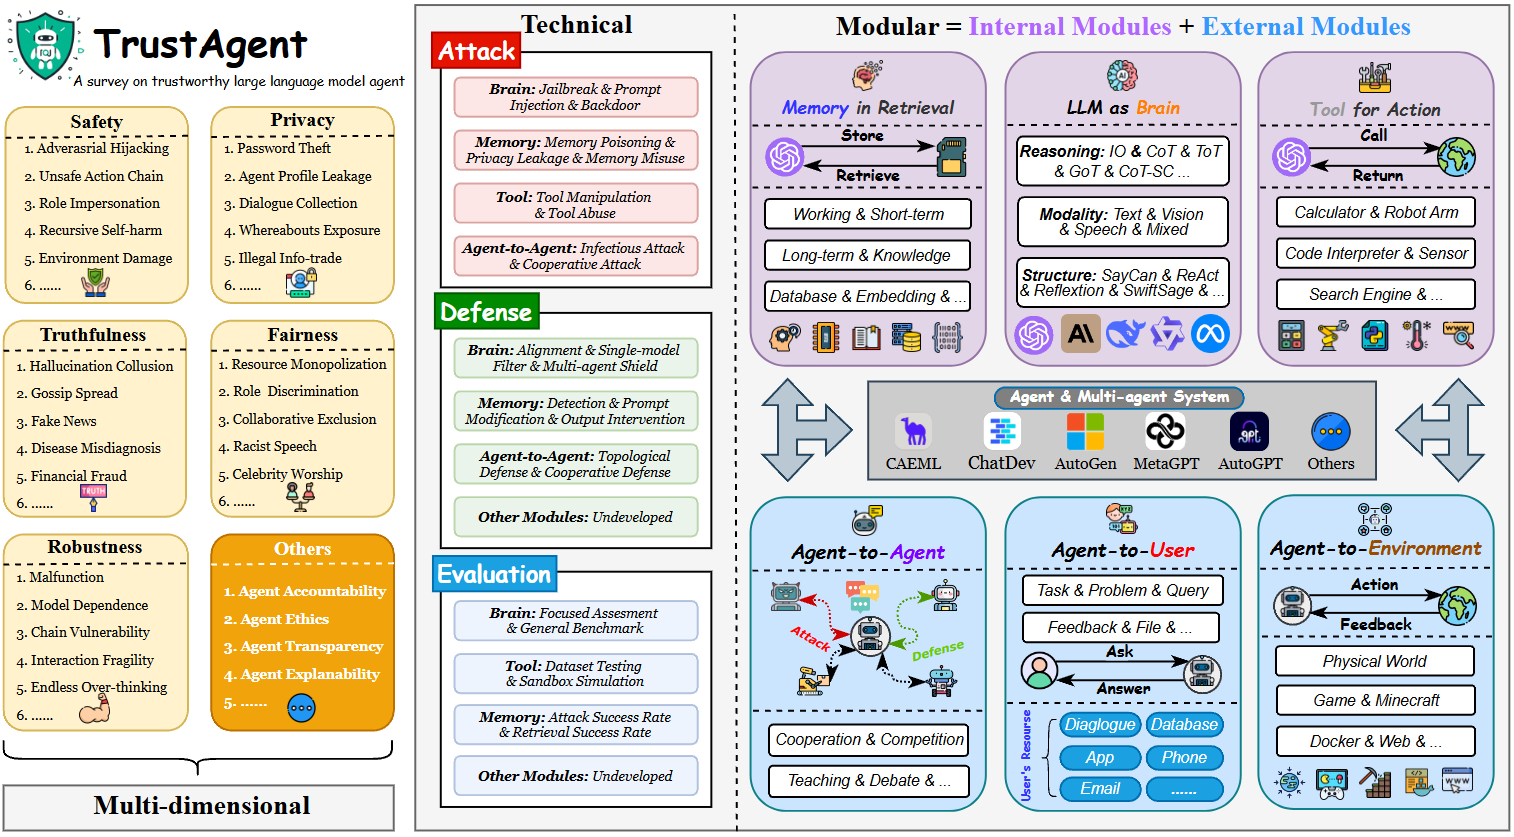 TrustAgent
A survey on trustworthy large language model agent
Safety
1. Adverasrial Hijacking
2. Unsafe Action Chain
3. Role Impersonation
4. Recursive Self-harm
5. Environment Damage
6. ......
Privacy
1. Password Theft
2. Agent Profile Leakage
3. Dialogue Collection
4. Whereabouts Exposure
5. Illegal Info-trade
6. ......
Truthfulness
1. Hallucination Collusion
2. Gossip Spread
3. Fake News
4. Disease Misdiagnosis
5. Financial Fraud
6. ......
TRUTH
Fairness
1. Resource Monopolization
2. Role Discrimination
3. Collaborative Exclusion
4. Racist Speech
5. Celebrity Worship
6. ......
Robustness
1. Malfunction
2. Model Dependence
3. Chain Vulnerability
4. Interaction Fragility
5. Endless Over-thinking
6. ......
Others
1. Agent Accountability
2. Agent Ethics
3. Agent Transparency
4. Agent Explanability
5. ......
Multi-dimensional
Technical
Attack
Brain: Jailbreak & Prompt
Injection & Backdoor
Memory: Memory Poisoning &
Privacy Leakage & Memory Misuse
Tool: Tool Manipulation
& Tool Abuse
Agent-to-Agent: Infectious Attack
& Cooperative Attack
Defense
Brain: Alignment & Single-model
Filter & Multi-agent Shield
Memory: Detection & Prompt
Modification & Output Intervention
Agent-to-Agent: Topological
Defense & Cooperative Defense
Other Modules: Undeveloped
Evaluation
Brain: Focused Assesment
& General Benchmark
Tool: Dataset Testing
& Sandbox Simulation
Memory: Attack Success Rate
& Retrieval Success Rate
Other Modules: Undeveloped
Modular = Internal Modules + External Modules
Memory in Retrieval
Store
Retrieve
Working & Short-term
Long-term & Knowledge
Database & Embedding & ...
AI
LLM as Brain
Reasoning: IO & CoT & ToT
& GoT & CoT-SC ...
Modality: Text & Vision
& Speech & Mixed
Structure: SayCan & ReAct
& Reflextion & SwiftSage & ...
Tool for Action
Call
Return
Calculator & Robot Arm
Code Interpreter & Sensor
Search Engine & ...
WWW
Agent & Multi-agent System
CAEML
ChatDev
AutoGen
MetaGPT
gpt
AutoGPT
Others
Agent-to-Agent
Attack
Defense
Cooperation & Competition
Teaching & Debate & ...
Agent-to-User
Task & Problem & Query
Feedback & File & ...
Ask
Answer
User's Resourse
Diaglogue
Database
App
Phone
Email
......
Agent-to-Environment
Action
Feedback
Physical World
Game & Minecraft
Docker & Web & ...
WWW